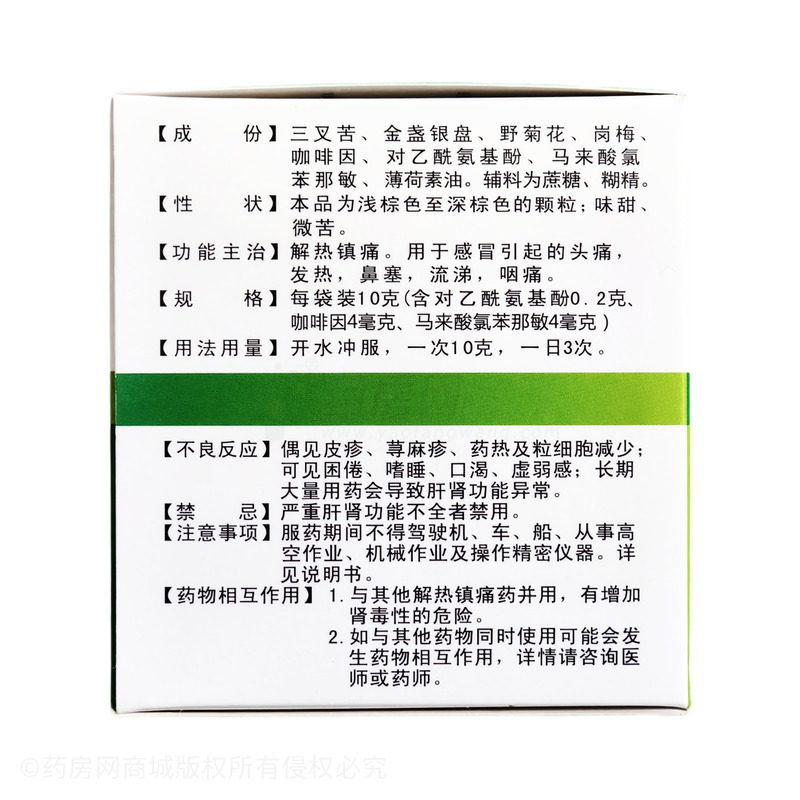 【成 份】三叉苦、金盏银盘、野菊花、岗梅、
咖啡因、对乙酰氨基酚、马来酸氯
苯那敏、薄荷素油。辅料为蔗糖、糊精。
【性 状】本品为浅棕色至深棕色的颗粒；味甜、
微苦。
【功能主治】解热镇痛。用于感冒引起的头痛，
发热，鼻塞，流涕，咽痛。
【规 格】每袋装10克(含对乙酰氨基酚0.2克、
咖啡因4毫克、马来酸氯苯那敏4毫克)
【用法用量】开水冲服，一次10克，一日3次。
【不良反应】偶见皮疹、荨麻疹、药热及粒细胞减少；
可见困倦、嗜睡、口渴、虚弱感；长期
大量用药会导致肝肾功能异常。
【禁 忌】严重肝肾功能不全者禁用。
【注意事项】服药期间不得驾驶机、车、船、从事高
空作业、机械作业及操作精密仪器。详
见说明书。
【药物相互作用】1.与其他解热镇痛药并用，有增加
肾毒性的危险。
2.如与其他药物同时使用可能会发
生药物相互作用，详情请咨询医
师或药师。
©药房网商城版权所有侵权必究